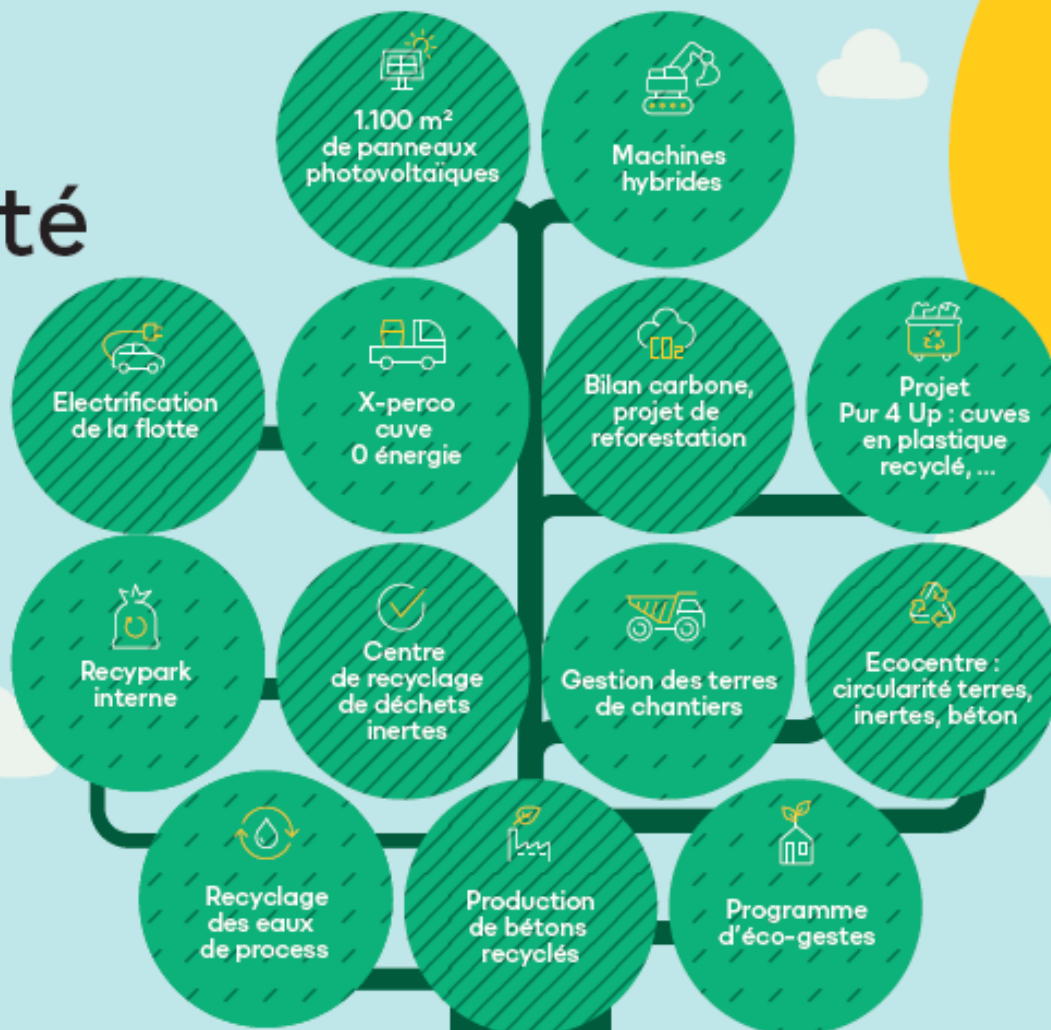 1.100 m²
de panneaux
photovoltaïques
Machines
hybrides
té
Electrification
de la flotte
X-perco
cuve
0 énergie
CO₂
Bilan carbone,
projet de
reforestation
Projet
Pur 4 Up : cuves
en plastique
recyclé, ...
Recypark
interne
Centre
de recyclage
de déchets
inertes
Gestion des terres
de chantiers
Ecocentre :
circularité terres,
inertes, béton
Recyclage
des eaux
de process
Production
de bétons
recyclés
Programme
d'éco-gestes